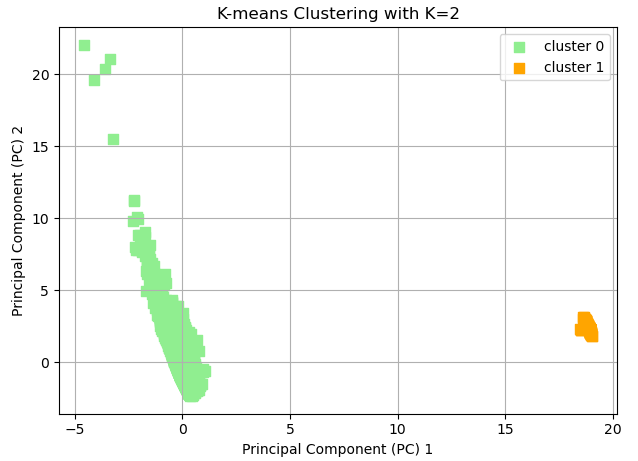 K-means Clustering with K=2
cluster 0
cluster 1
Principal Component (PC) 2
20
15
10
5
0
−5 0 5 10 15 20
Principal Component (PC) 1